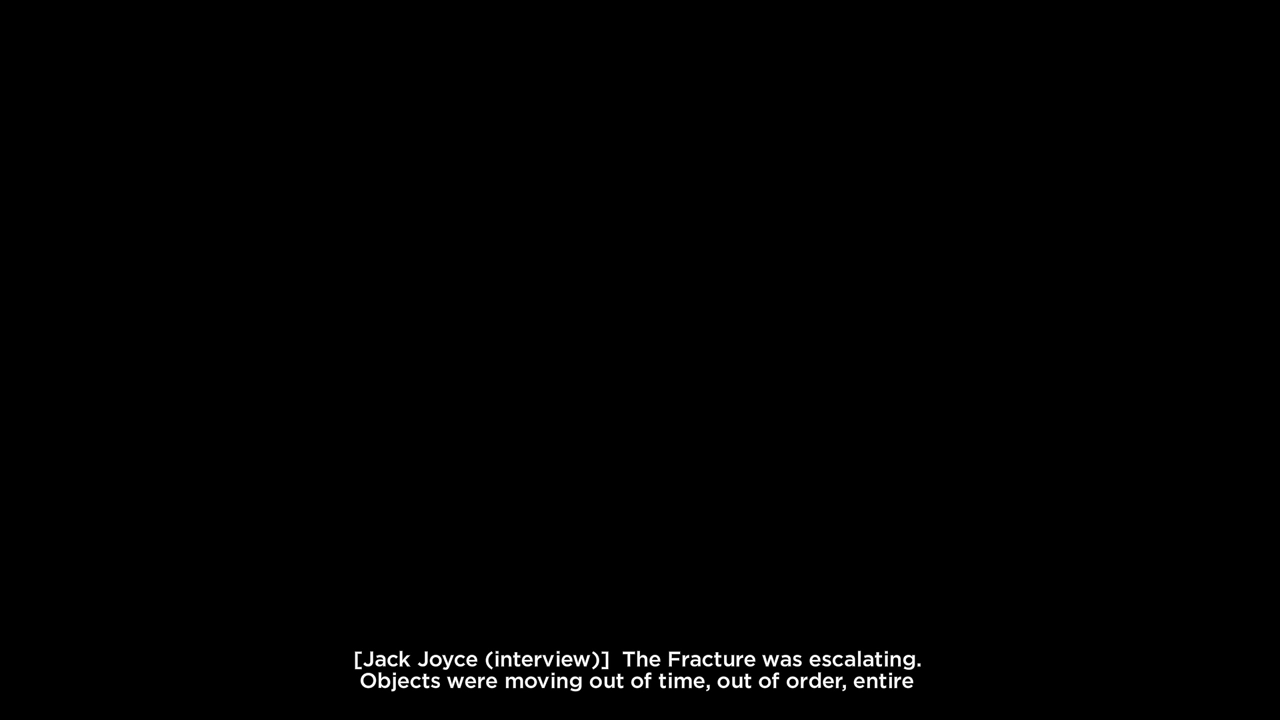 [Jack Joyce (interview)]  The Fracture was escalating.
Objects were moving out of time, out of order, entire